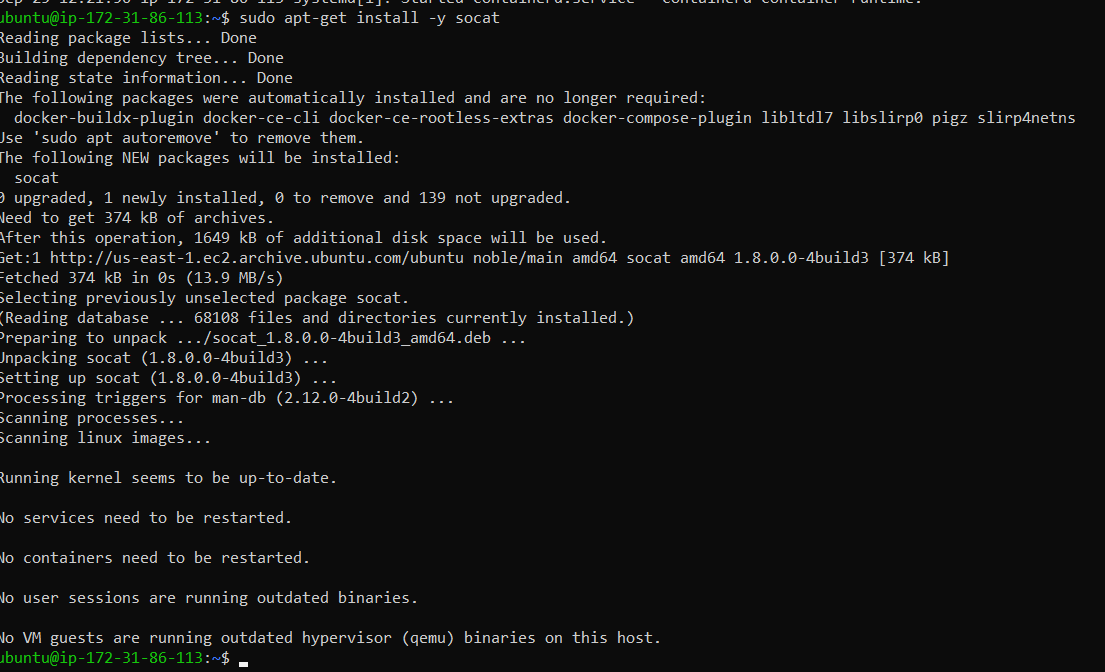 ubuntu@ip-172-31-86-113:~$ sudo apt-get install -y socat
Reading package lists... Done
Building dependency tree... Done
Reading state information... Done
The following packages were automatically installed and are no longer required:
  docker-buildx-plugin docker-ce-cli docker-ce-rootless-extras docker-compose-plugin libltdl7 libslirp0 pigz slirp4netns
Use 'sudo apt autoremove' to remove them.
The following NEW packages will be installed:
  socat
0 upgraded, 1 newly installed, 0 to remove and 139 not upgraded.
Need to get 374 kB of archives.
After this operation, 1649 kB of additional disk space will be used.
Get:1 http://us-east-1.ec2.archive.ubuntu.com/ubuntu noble/main amd64 socat amd64 1.8.0.0-4build3 [374 kB]
Fetched 374 kB in 0s (13.9 MB/s)
Selecting previously unselected package socat.
(Reading database ... 68108 files and directories currently installed.)
Preparing to unpack .../socat_1.8.0.0-4build3_amd64.deb ...
Unpacking socat (1.8.0.0-4build3) ...
Setting up socat (1.8.0.0-4build3) ...
Processing triggers for man-db (2.12.0-4build2) ...
Scanning processes...
Scanning linux images...
Running kernel seems to be up-to-date.
No services need to be restarted.
No containers need to be restarted.
No user sessions are running outdated binaries.
No VM guests are running outdated hypervisor (qemu) binaries on this host.
ubuntu@ip-172-31-86-113:~$